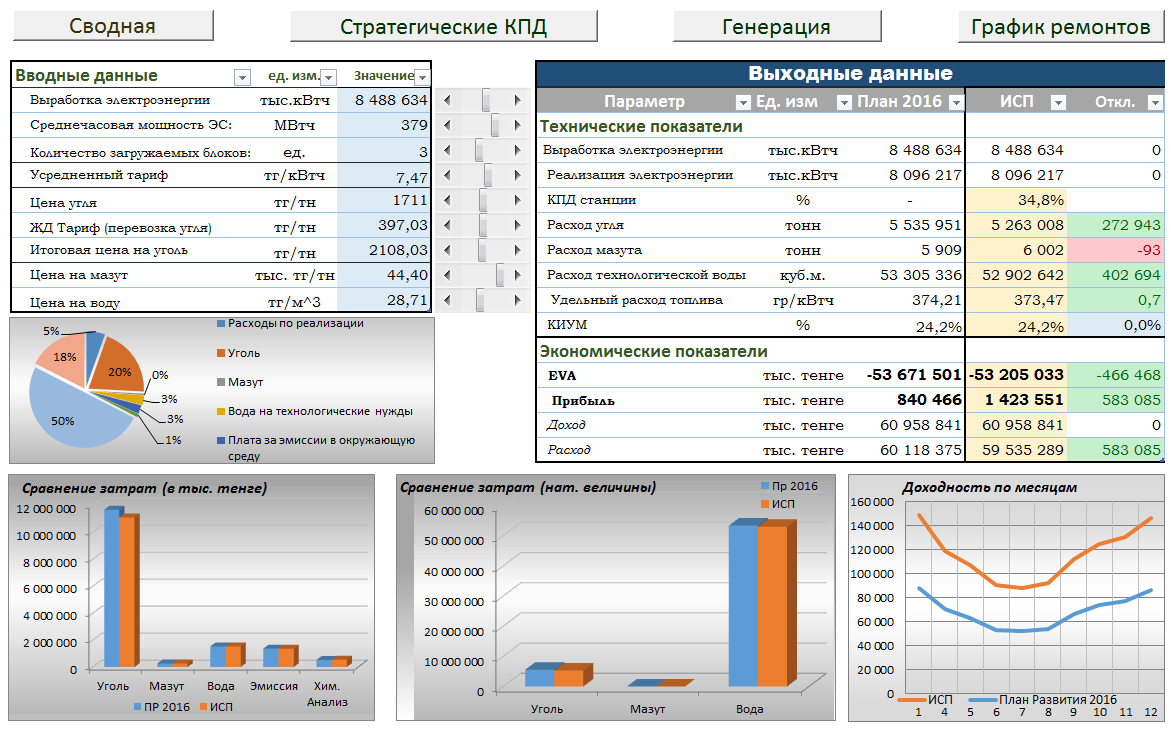 Сводная
Стратегические КПД
Генерация
График ремонтов
Вводные данные ед. изм. Значение
Выработка электроэнергии тыс.кВтч 8 488 634
Среднечасовая мощность ЭС: МВтч 379
Количество загружаемых блоков: ед. 3
Усредненный тариф тг/кВтч 7,47
Цена угля тг/тн 1711
ЖД Тариф (перевозка угля) тг/тн 397,03
Итоговая цена на уголь тг/тн 2108,03
Цена на мазут тыс. тг/тн 44,40
Цена на воду тг/м^3 28,71
Выходные данные
Параметр Ед. изм План 2016 ИСП Откл.
Технические показатели
Выработка электроэнергии тыс.кВтч 8 488 634 8 488 634 0
Реализация электроэнергии тыс.кВтч 8 096 217 8 096 217 0
КПД станции % - 34,8%
Расход угля тонн 5 535 951 5 263 008 272 943
Расход мазута тонн 5 909 6 002 -93
Расход технологической воды куб.м. 53 305 336 52 902 642 402 694
Удельный расход топлива гр/кВтч 374,21 373,47 0,7
КИУМ % 24,2% 24,2% 0,0%
Экономические показатели
EVA тыс. тенге -53 671 501 -53 205 033 -466 468
Прибыль тыс. тенге 840 466 1 423 551 583 085
Доход тыс. тенге 60 958 841 60 958 841 0
Расход тыс. тенге 60 118 375 59 535 289 583 085
5%
18%
20%
0%
3%
3%
1%
50%
Расходы по реализации
Уголь
Мазут
Вода на технологические нужды
Плата за эмиссии в окружающую
среду
Сравнение затрат (в тыс. тенге)
12 000 000
10 000 000
8 000 000
6 000 000
4 000 000
2 000 000
0
Уголь Мазут Вода Эмиссия Хим.
Анализ
ПР 2016 ИСП
Сравнение затрат (нат. величины)
Пр 2016
ИСП
60 000 000
50 000 000
40 000 000
30 000 000
20 000 000
10 000 000
0
Уголь Мазут Вода
Доходность по месяцам
160 000
140 000
120 000
100 000
80 000
60 000
40 000
20 000
0
ИСП План Развития 2016
1 4 5 6 7 8 9 10 11 12